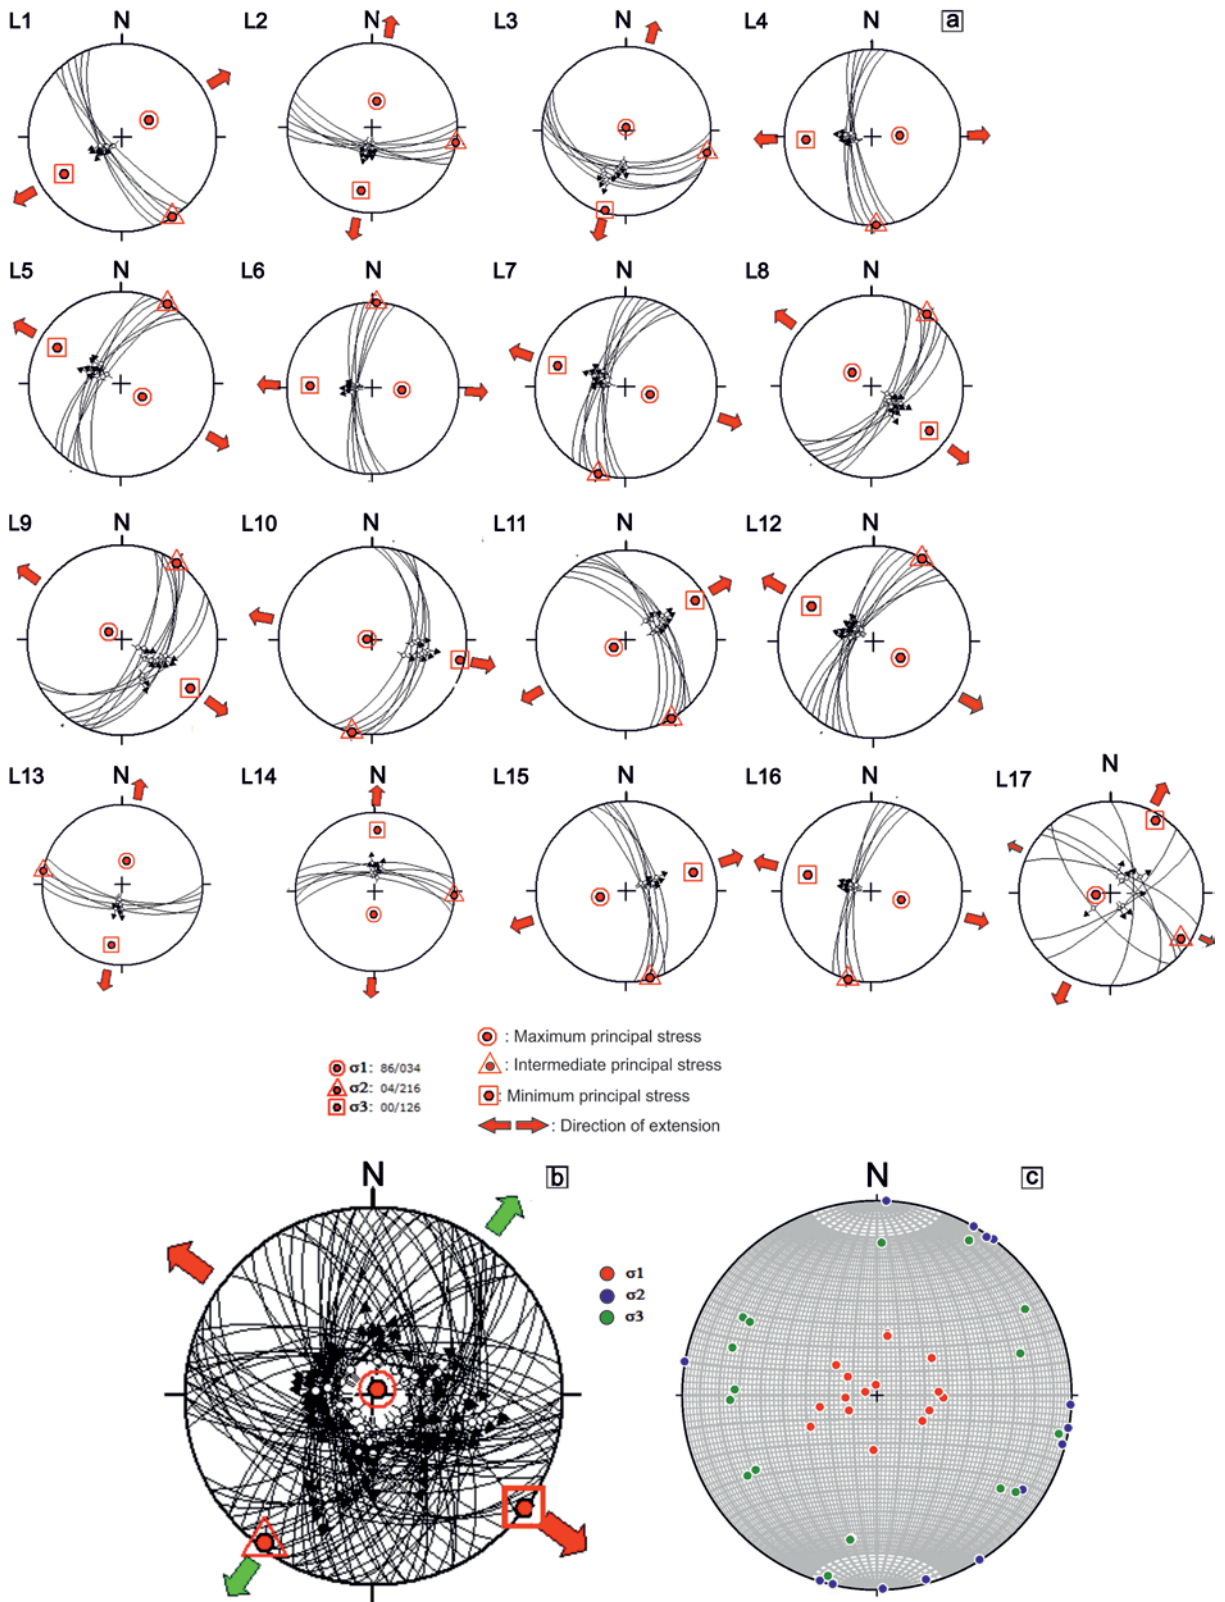 L1 N L2 N L3 N L4 N a
L5 N L6 N L7 N L8 N
L9 N L10 N L11 N L12 N
L13 N L14 N L15 N L16 N L17 N
σ1: 86/034
σ2: 04/216
σ3: 00/126
: Maximum principal stress
: Intermediate principal stress
: Minimum principal stress
: Direction of extension
N b
N c
σ1
σ2
σ3